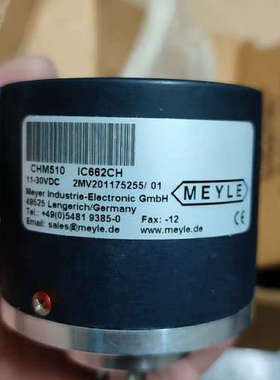 CHM510 IC662CH
11-30VDC 2MV201175255/ 01
Meyer Industrie-Electronic GmbH
49525 Lengerich/Germany
Tel.: +49(0)5481 9385-0 Fax: -12
Email: sales@meyle.de www.meyle.de
MEYLE
CE